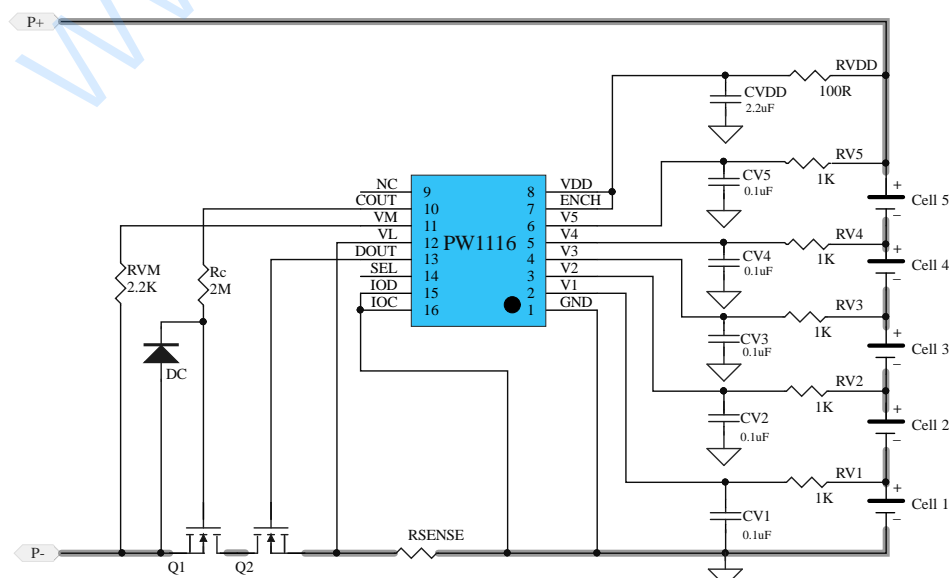 P+
W
RVDD
100R
CVDD
2.2uF
RV5
1K
CV5
0.1uF
Cell 5
+
–
NC 9
COUT 10
VM 11
VL 12
DOUT 13
SEL 14
IOD 15
IOC 16
PW1116
8 VDD
7 ENCH
6 V5
5 V4
4 V3
3 V2
2 V1
1 GND
RV4
1K
CV4
0.1uF
Cell 4
+
–
RVM
2.2K
Rc
2M
DC
RV3
1K
CV3
0.1uF
Cell 3
+
–
RV2
1K
CV2
0.1uF
Cell 2
+
–
RV1
1K
CV1
0.1uF
Cell 1
+
–
P-
Q1
Q2
RSENSE